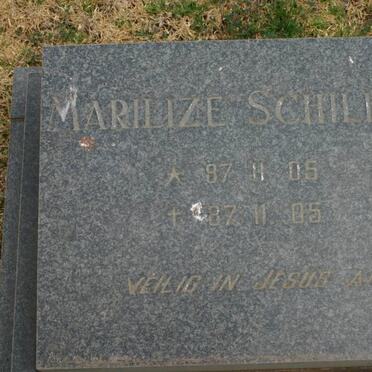 MARILIZE SCHIL
* 87 11 05
† 87 11 05
VEILIG IN JESUS A